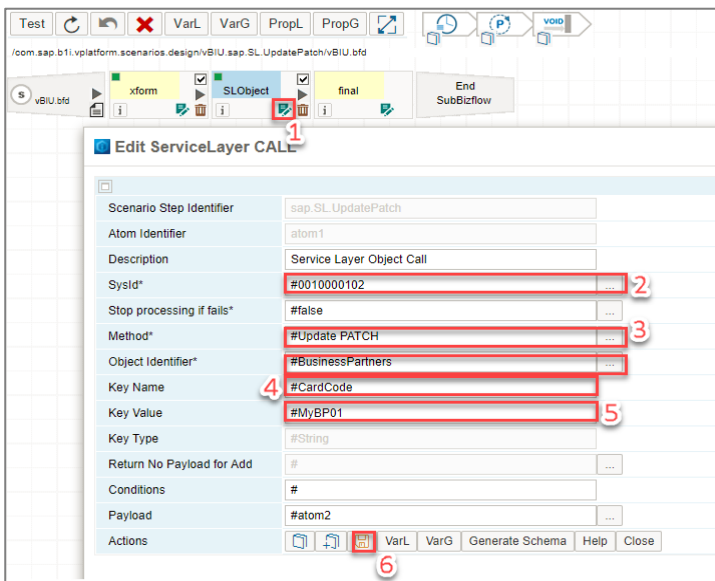 Test VarL VarG PropL PropG P VOID
/com.sap.b1i.vplatform.scenarios.design/vBIU.sap.SL.UpdatePatch/vBIU.bfd
S vBIU.bfd xform SLObject final End SubBizflow
i i i
1
Edit ServiceLayer CALL
Scenario Step Identifier sap.SL.UpdatePatch
Atom Identifier atom1
Description Service Layer Object Call
SysId* #0010000102 ... 2
Stop processing if fails* #false ...
Method* #Update PATCH ... 3
Object Identifier* #BusinessPartners ...
Key Name 4 #CardCode
Key Value #MyBP01 5
Key Type #String
Return No Payload for Add # ...
Conditions #
Payload #atom2 ...
Actions VarL VarG Generate Schema Help Close
6